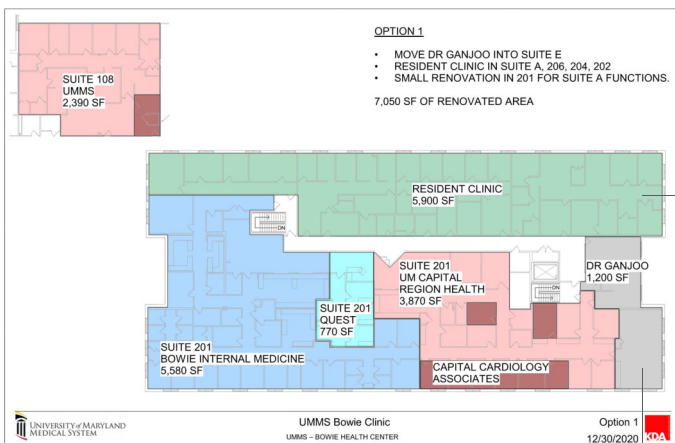 OPTION 1
• MOVE DR GANJOO INTO SUITE E
• RESIDENT CLINIC IN SUITE A, 206, 204, 202
• SMALL RENOVATION IN 201 FOR SUITE A FUNCTIONS.
7,050 SF OF RENOVATED AREA
SUITE 108
UMMS
2,390 SF
RESIDENT CLINIC
5,900 SF
DN
SUITE 201
UM CAPITAL
REGION HEALTH
3,870 SF
DR GANJOO
1,200 SF
DN
SUITE 201
QUEST
770 SF
SUITE 201
BOWIE INTERNAL MEDICINE
5,580 SF
CAPITAL CARDIOLOGY
ASSOCIATES
UNIVERSITY of MARYLAND
MEDICAL SYSTEM
UMMS Bowie Clinic
UMMS – BOWIE HEALTH CENTER
Option 1
12/30/2020
KDA